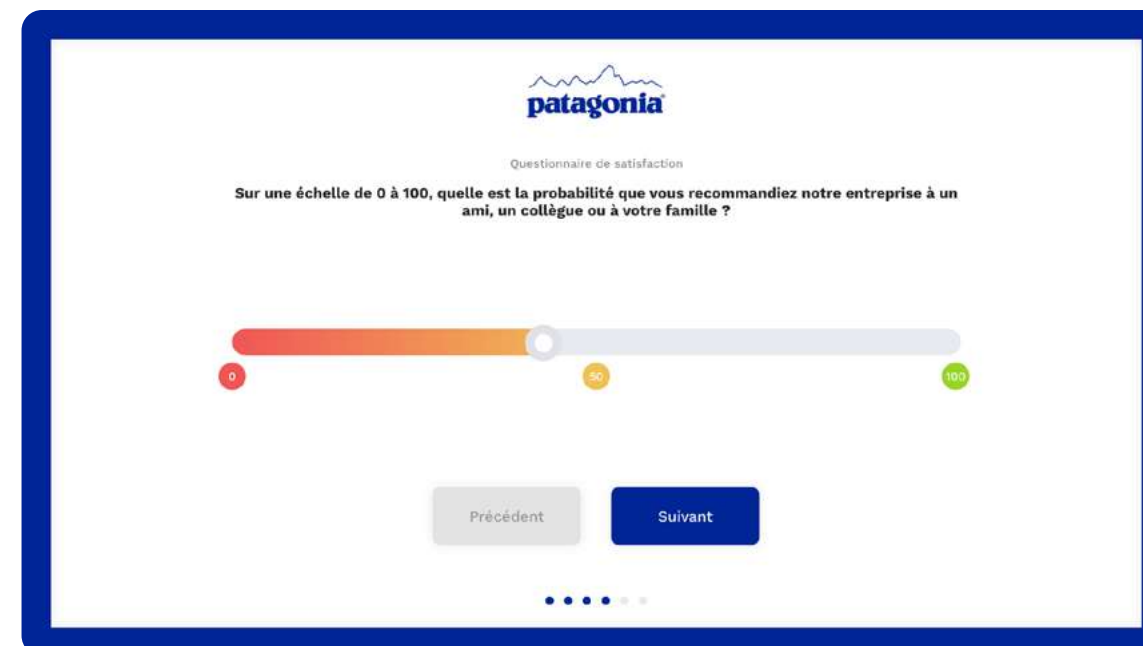 patagonia®
Questionnaire de satisfaction
Sur une échelle de 0 à 100, quelle est la probabilité que vous recommandiez notre entreprise à un
ami, un collègue ou à votre famille ?
0 50 100
Précédent Suivant